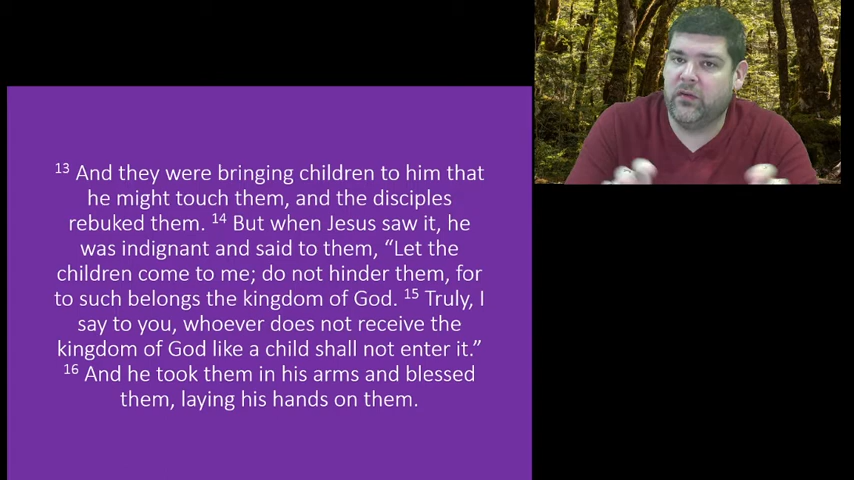 13 And they were bringing children to him that
he might touch them, and the disciples
rebuked them. 14 But when Jesus saw it, he
was indignant and said to them, “Let the
children come to me; do not hinder them, for
to such belongs the kingdom of God. 15 Truly, I
say to you, whoever does not receive the
kingdom of God like a child shall not enter it.”
16 And he took them in his arms and blessed
them, laying his hands on them.